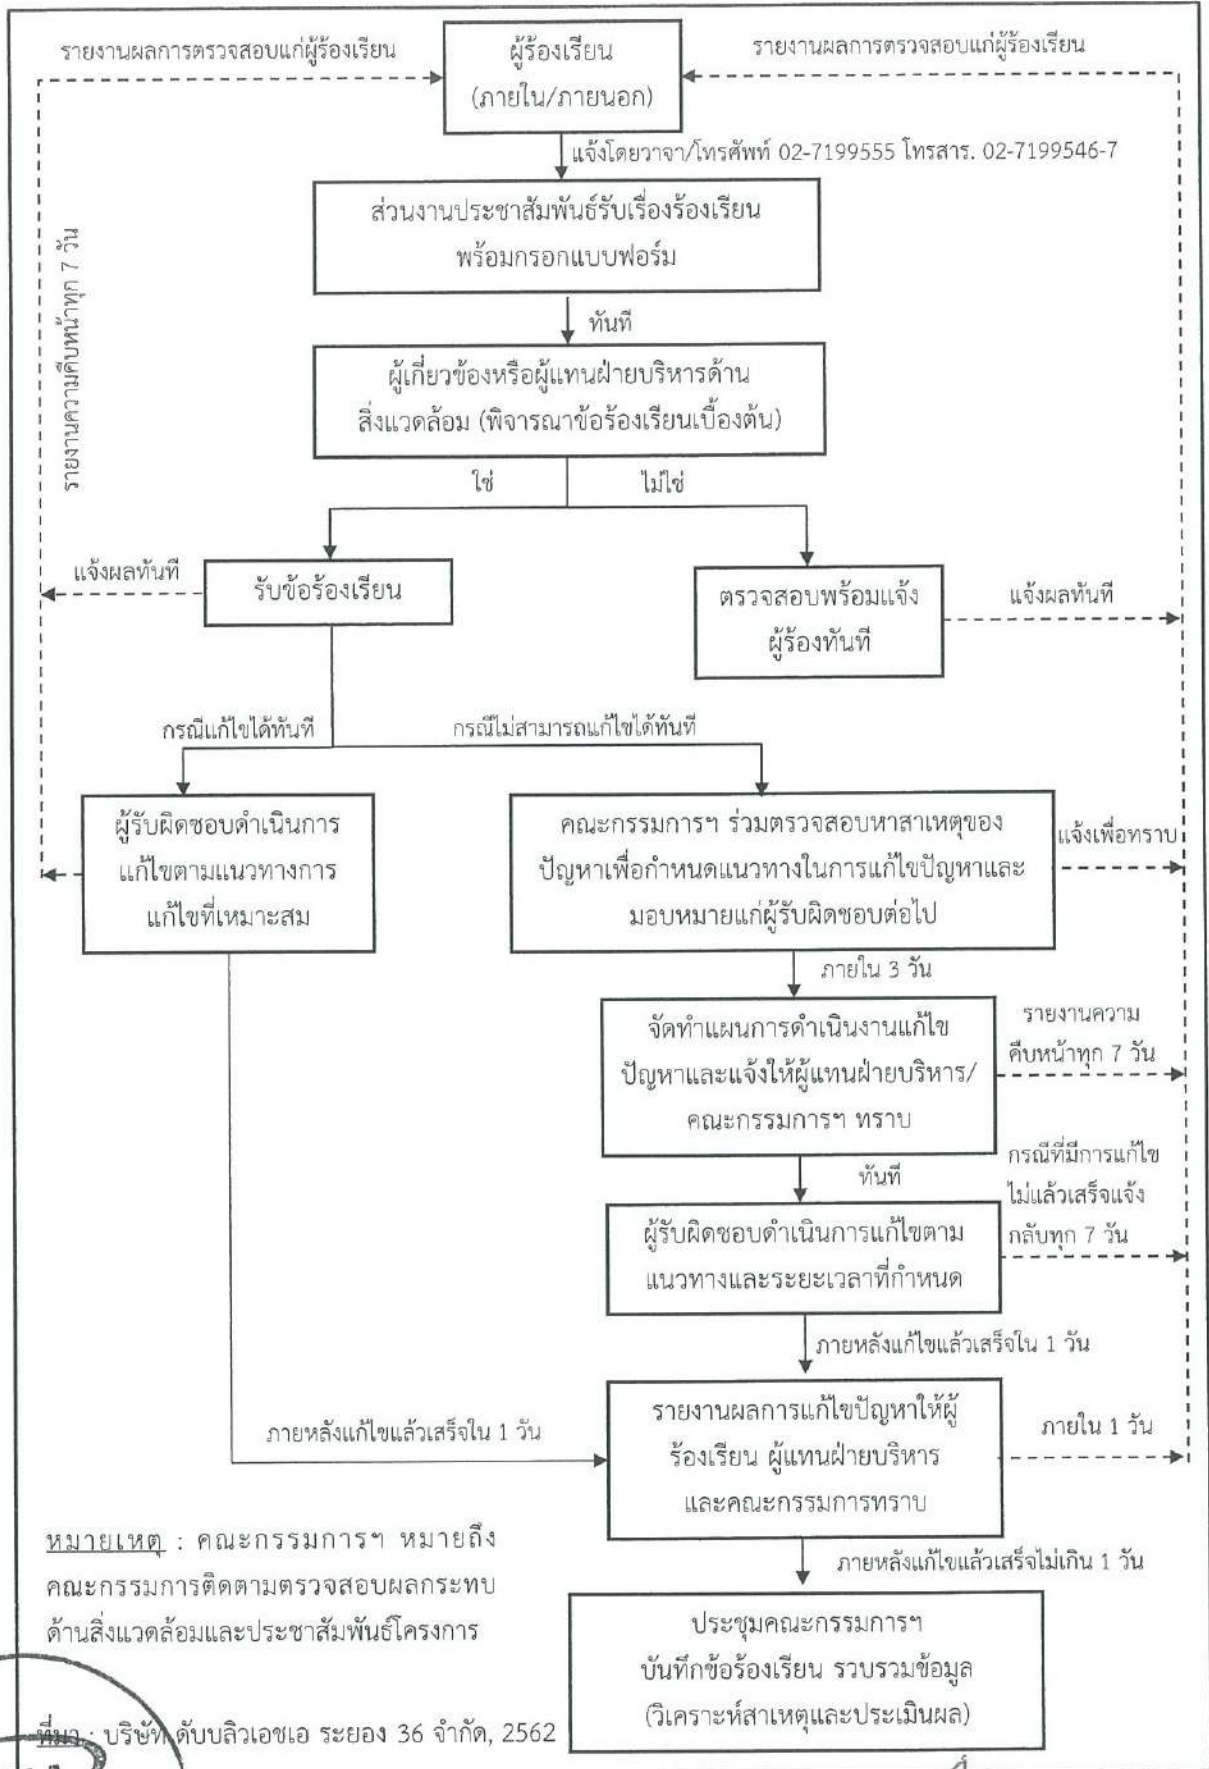 รายงานผลการตรวจสอบแก่ผู้ร้องเรียน
ผู้ร้องเรียน
(ภายใน/ภายนอก)
รายงานผลการตรวจสอบแก่ผู้ร้องเรียน
แจ้งโดยวาจา/โทรศัพท์ 02-7199555 โทรสาร. 02-7199546-7
ส่วนงานประชาสัมพันธ์รับเรื่องร้องเรียน
พร้อมกรอกแบบฟอร์ม
รายงานความคืบหน้าทุก 7 วัน
ทันที
ผู้เกี่ยวข้องหรือผู้แทนฝ่ายบริหารด้าน
สิ่งแวดล้อม (พิจารณาข้อร้องเรียนเบื้องต้น)
ใช่
ไม่ใช่
แจ้งผลทันที
รับข้อร้องเรียน
ตรวจสอบพร้อมแจ้ง
ผู้ร้องทันที
แจ้งผลทันที
กรณีแก้ไขได้ทันที
กรณีไม่สามารถแก้ไขได้ทันที
ผู้รับผิดชอบดำเนินการ
แก้ไขตามแนวทางการ
แก้ไขที่เหมาะสม
คณะกรรมการฯ ร่วมตรวจสอบหาสาเหตุของ
ปัญหาเพื่อกำหนดแนวทางในการแก้ไขปัญหาและ
มอบหมายแก่ผู้รับผิดชอบต่อไป
แจ้งเพื่อทราบ
ภายใน 3 วัน
จัดทำแผนการดำเนินงานแก้ไข
ปัญหาและแจ้งให้ผู้แทนฝ่ายบริหาร/
คณะกรรมการฯ ทราบ
รายงานความ
คืบหน้าทุก 7 วัน
ทันที
กรณีที่มีการแก้ไข
ไม่แล้วเสร็จแจ้ง
กลับทุก 7 วัน
ผู้รับผิดชอบดำเนินการแก้ไขตาม
แนวทางและระยะเวลาที่กำหนด
ภายหลังแก้ไขแล้วเสร็จใน 1 วัน
ภายหลังแก้ไขแล้วเสร็จใน 1 วัน
รายงานผลการแก้ไขปัญหาให้ผู้
ร้องเรียน ผู้แทนฝ่ายบริหาร
และคณะกรรมการทราบ
ภายใน 1 วัน
ภายหลังแก้ไขแล้วเสร็จไม่เกิน 1 วัน
หมายเหตุ : คณะกรรมการฯ หมายถึง
คณะกรรมการติดตามตรวจสอบผลกระทบ
ด้านสิ่งแวดล้อมและประชาสัมพันธ์โครงการ
ประชุมคณะกรรมการฯ
บันทึกข้อร้องเรียน รวบรวมข้อมูล
(วิเคราะห์สาเหตุและประเมินผล)
ที่มา : บริษัท ดับบลิวเอชเอ ระยอง 36 จำกัด, 2562